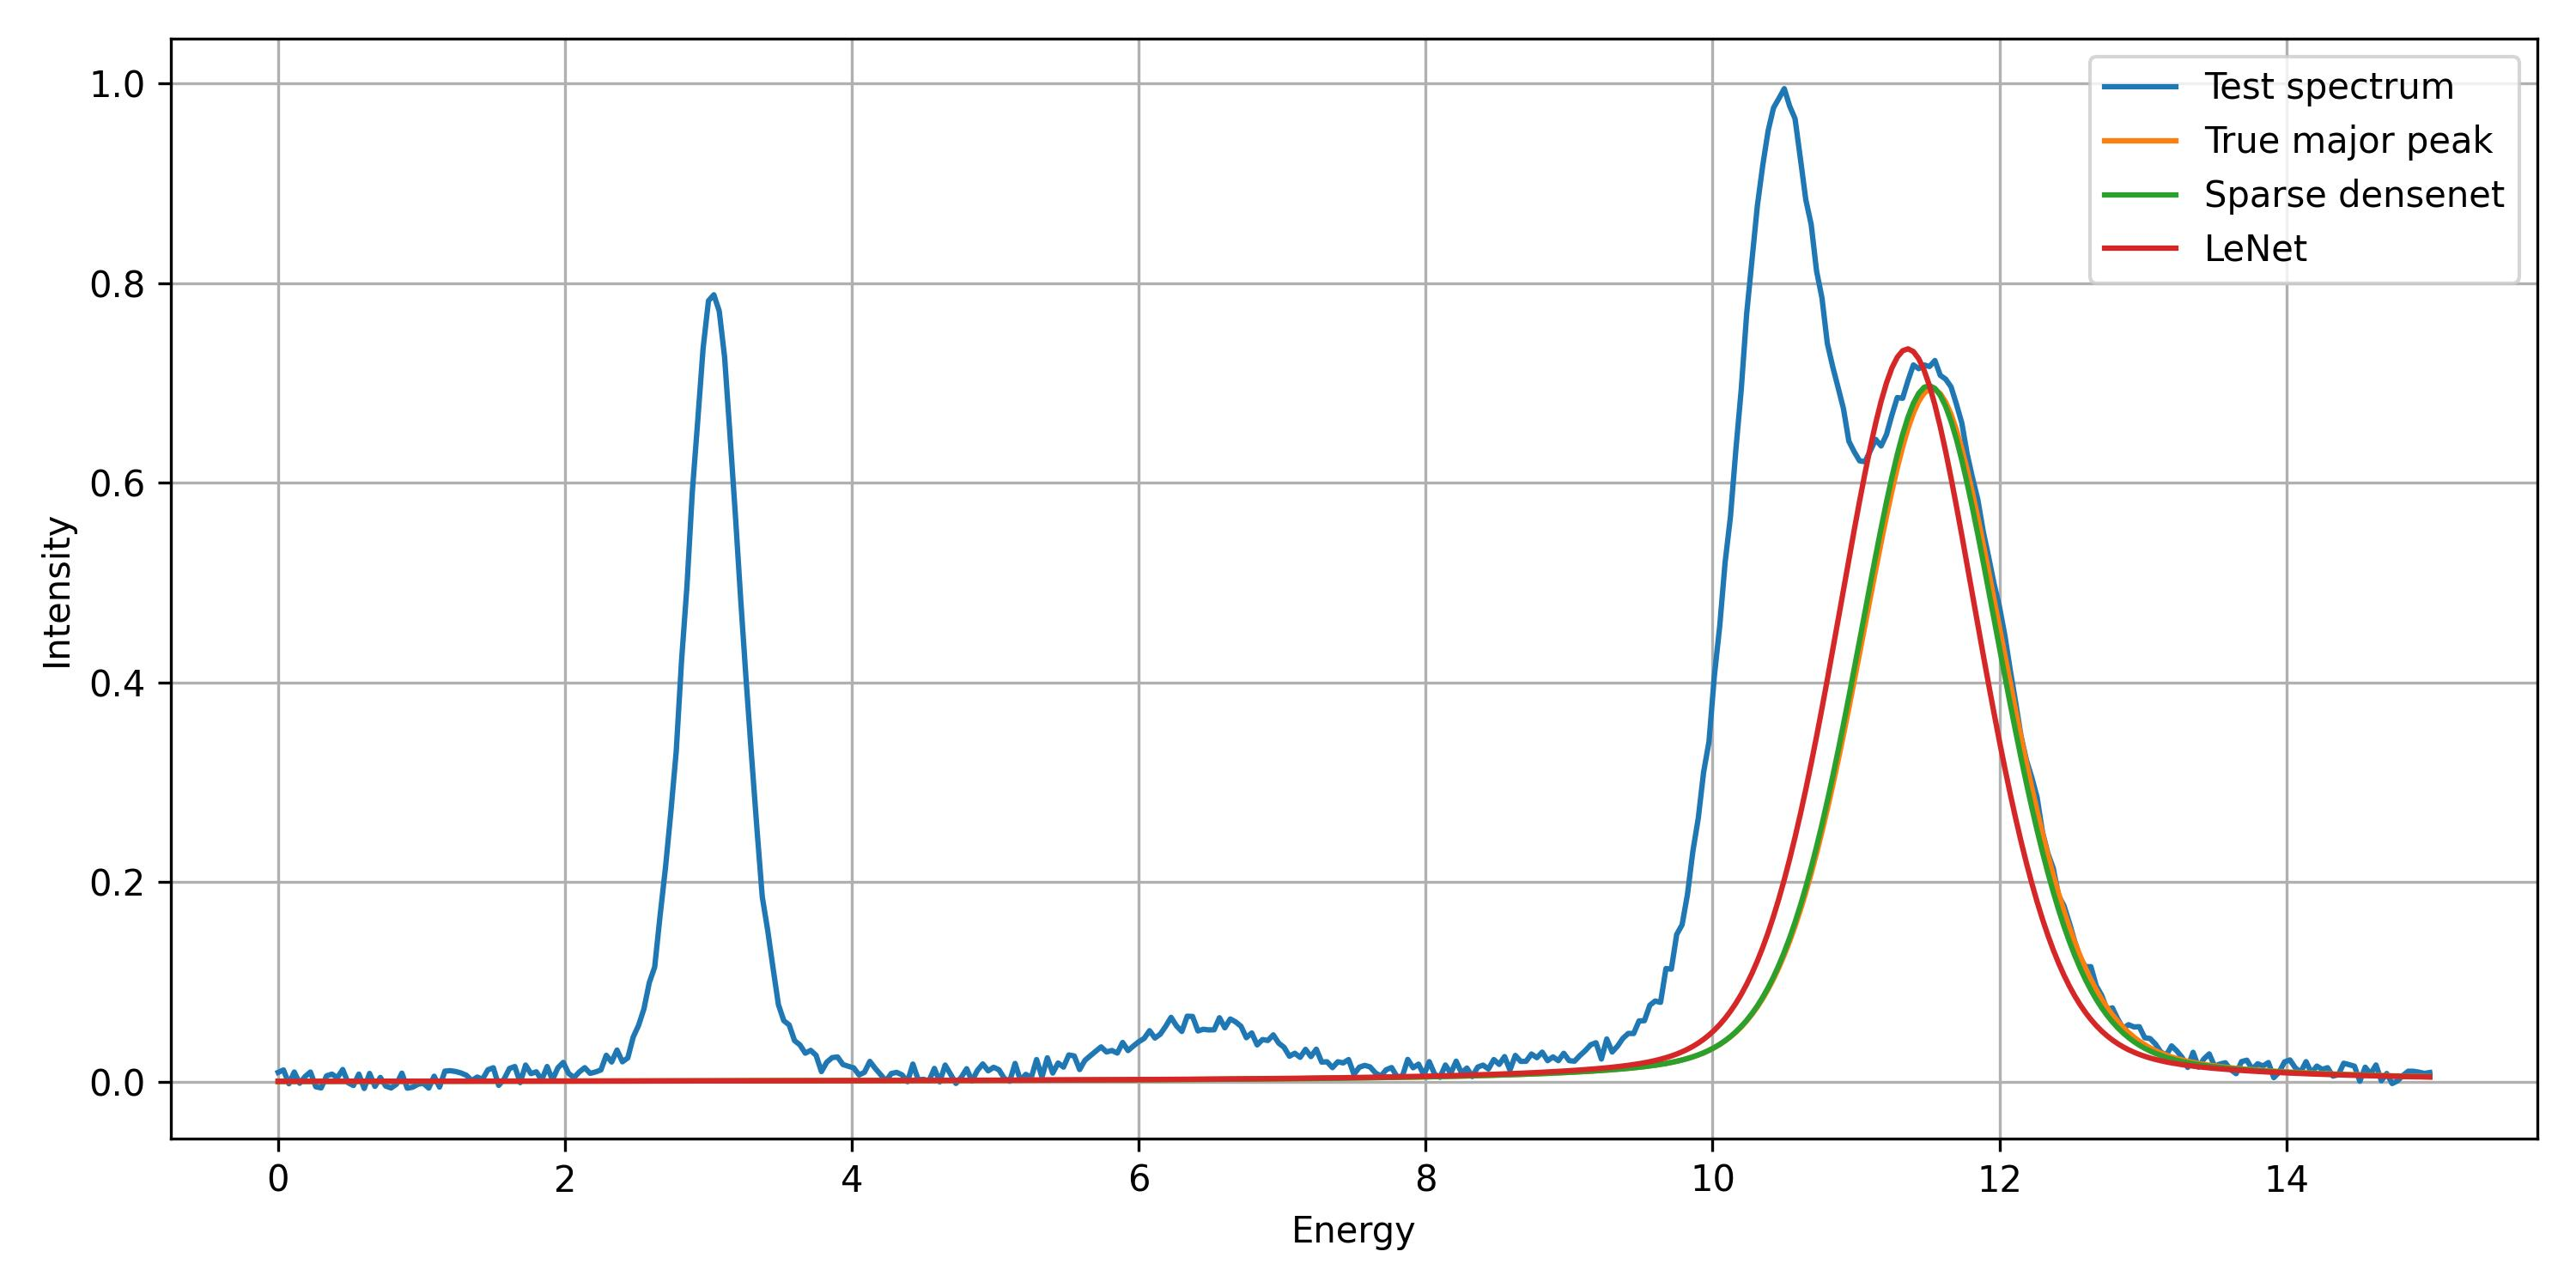 1.0
0.8
0.6
0.4
0.2
0.0
Intensity
0 2 4 6 8 10 12 14
Energy
Test spectrum
True major peak
Sparse densenet
LeNet